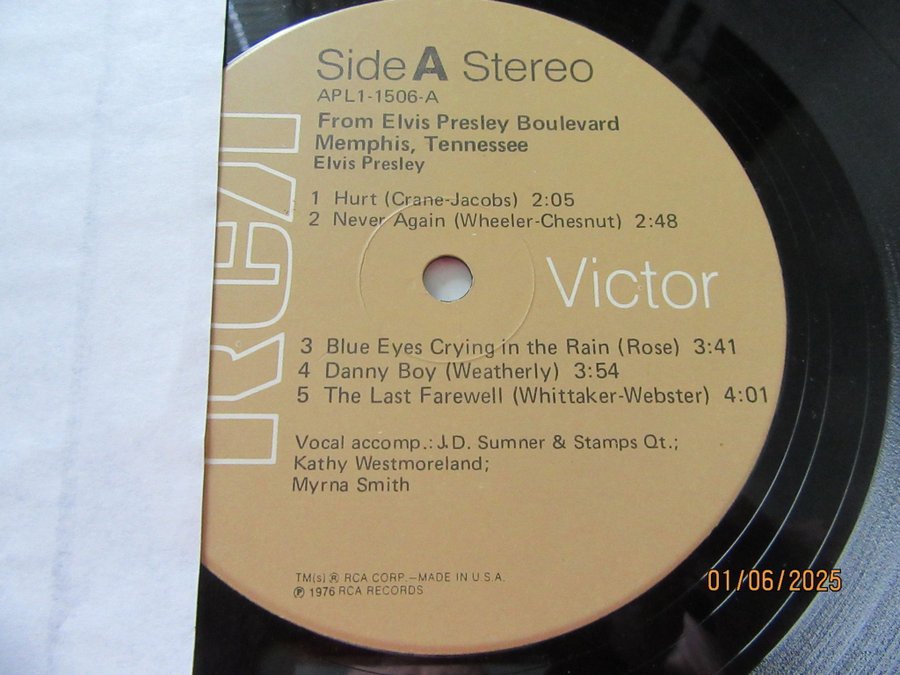 Side A Stereo
APL1-1506-A
From Elvis Presley Boulevard
Memphis, Tennessee
Elvis Presley
1 Hurt (Crane-Jacobs) 2:05
2 Never Again (Wheeler-Chesnut) 2:48
RCA
Victor
3 Blue Eyes Crying in the Rain (Rose) 3:41
4 Danny Boy (Weatherly) 3:54
5 The Last Farewell (Whittaker-Webster) 4:01
Vocal accomp.: J.D. Sumner & Stamps Qt.;
Kathy Westmoreland;
Myrna Smith
TM(s) ® RCA CORP.—MADE IN U.S.A.
℗ 1976 RCA RECORDS
01/06/2025